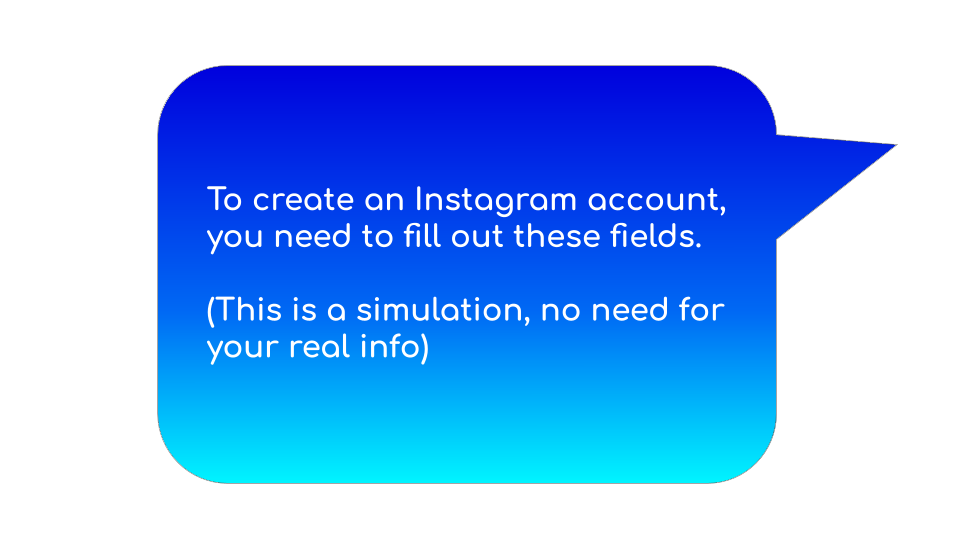 To create an Instagram account,
you need to fill out these fields.
(This is a simulation, no need for
your real info)